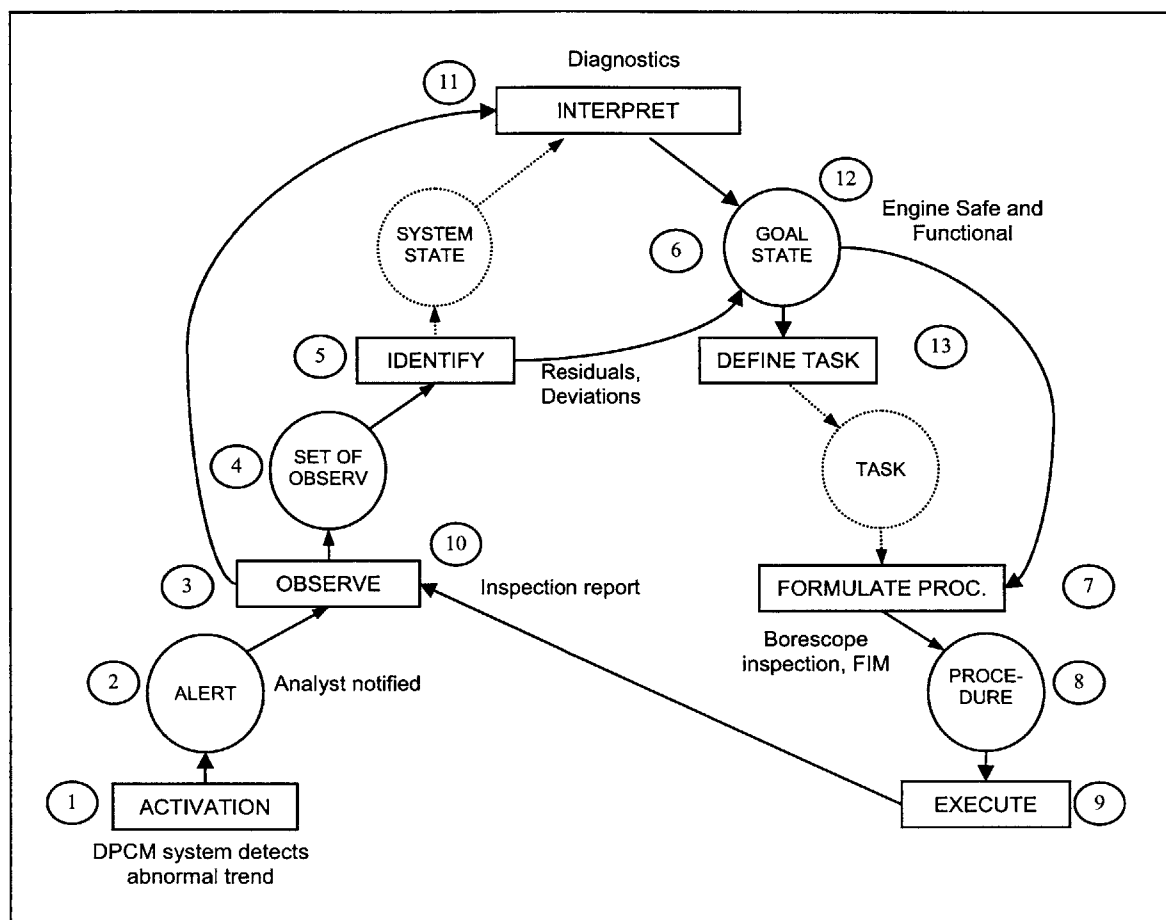 Diagnostics
11
INTERPRET
12
SYSTEM
STATE
6
GOAL
STATE
Engine Safe and
Functional
5
IDENTIFY
Residuals,
Deviations
DEFINE TASK
13
4
SET OF
OBSERV
TASK
10
3
OBSERVE
Inspection report
FORMULATE PROC.
7
Borescope
inspection, FIM
2
ALERT
Analyst notified
PROCE-
DURE
8
1
ACTIVATION
EXECUTE
9
DPCM system detects
abnormal trend